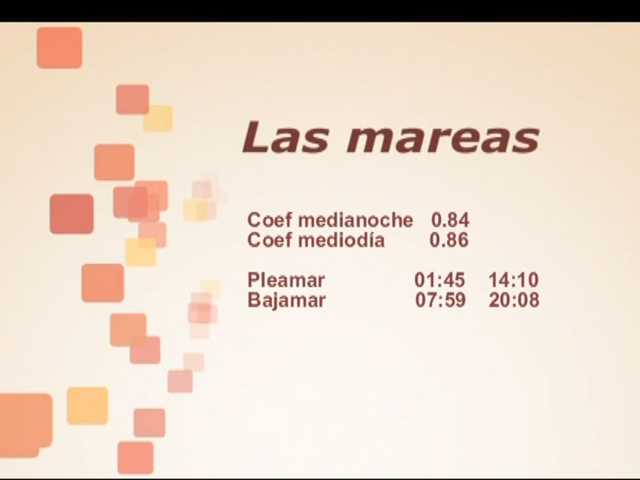 Las mareas
Coef medianoche 0.84
Coef mediodía 0.86
Pleamar 01:45 14:10
Bajamar 07:59 20:08